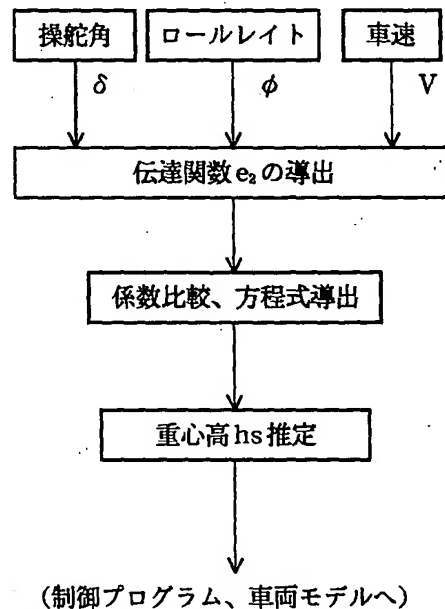 操舵角 ロールレイト 車速
δ φ V
伝達関数e₂の導出
係数比較、方程式導出
重心高hs推定
(制御プログラム、車両モデルへ)